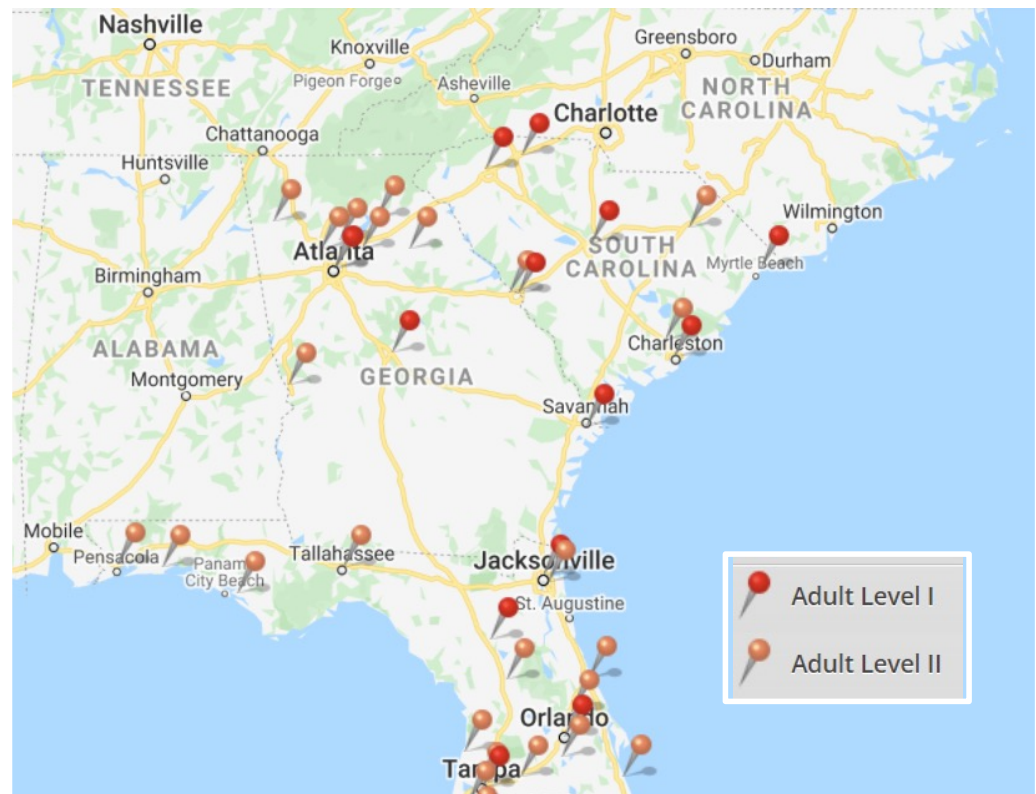 Nashville
Knoxville
Greensboro
Durham
TENNESSEE
Pigeon Forge
Asheville
NORTH
CAROLINA
Charlotte
Chattanooga
Huntsville
Wilmington
Atlanta
SOUTH
CAROLINA
Myrtle Beach
Birmingham
Charleston
ALABAMA
GEORGIA
Montgomery
Savannah
Mobile
Pensacola
Panama
City Beach
Tallahassee
Jacksonville
St. Augustine
Adult Level I
Adult Level II
Orlando
Tampa